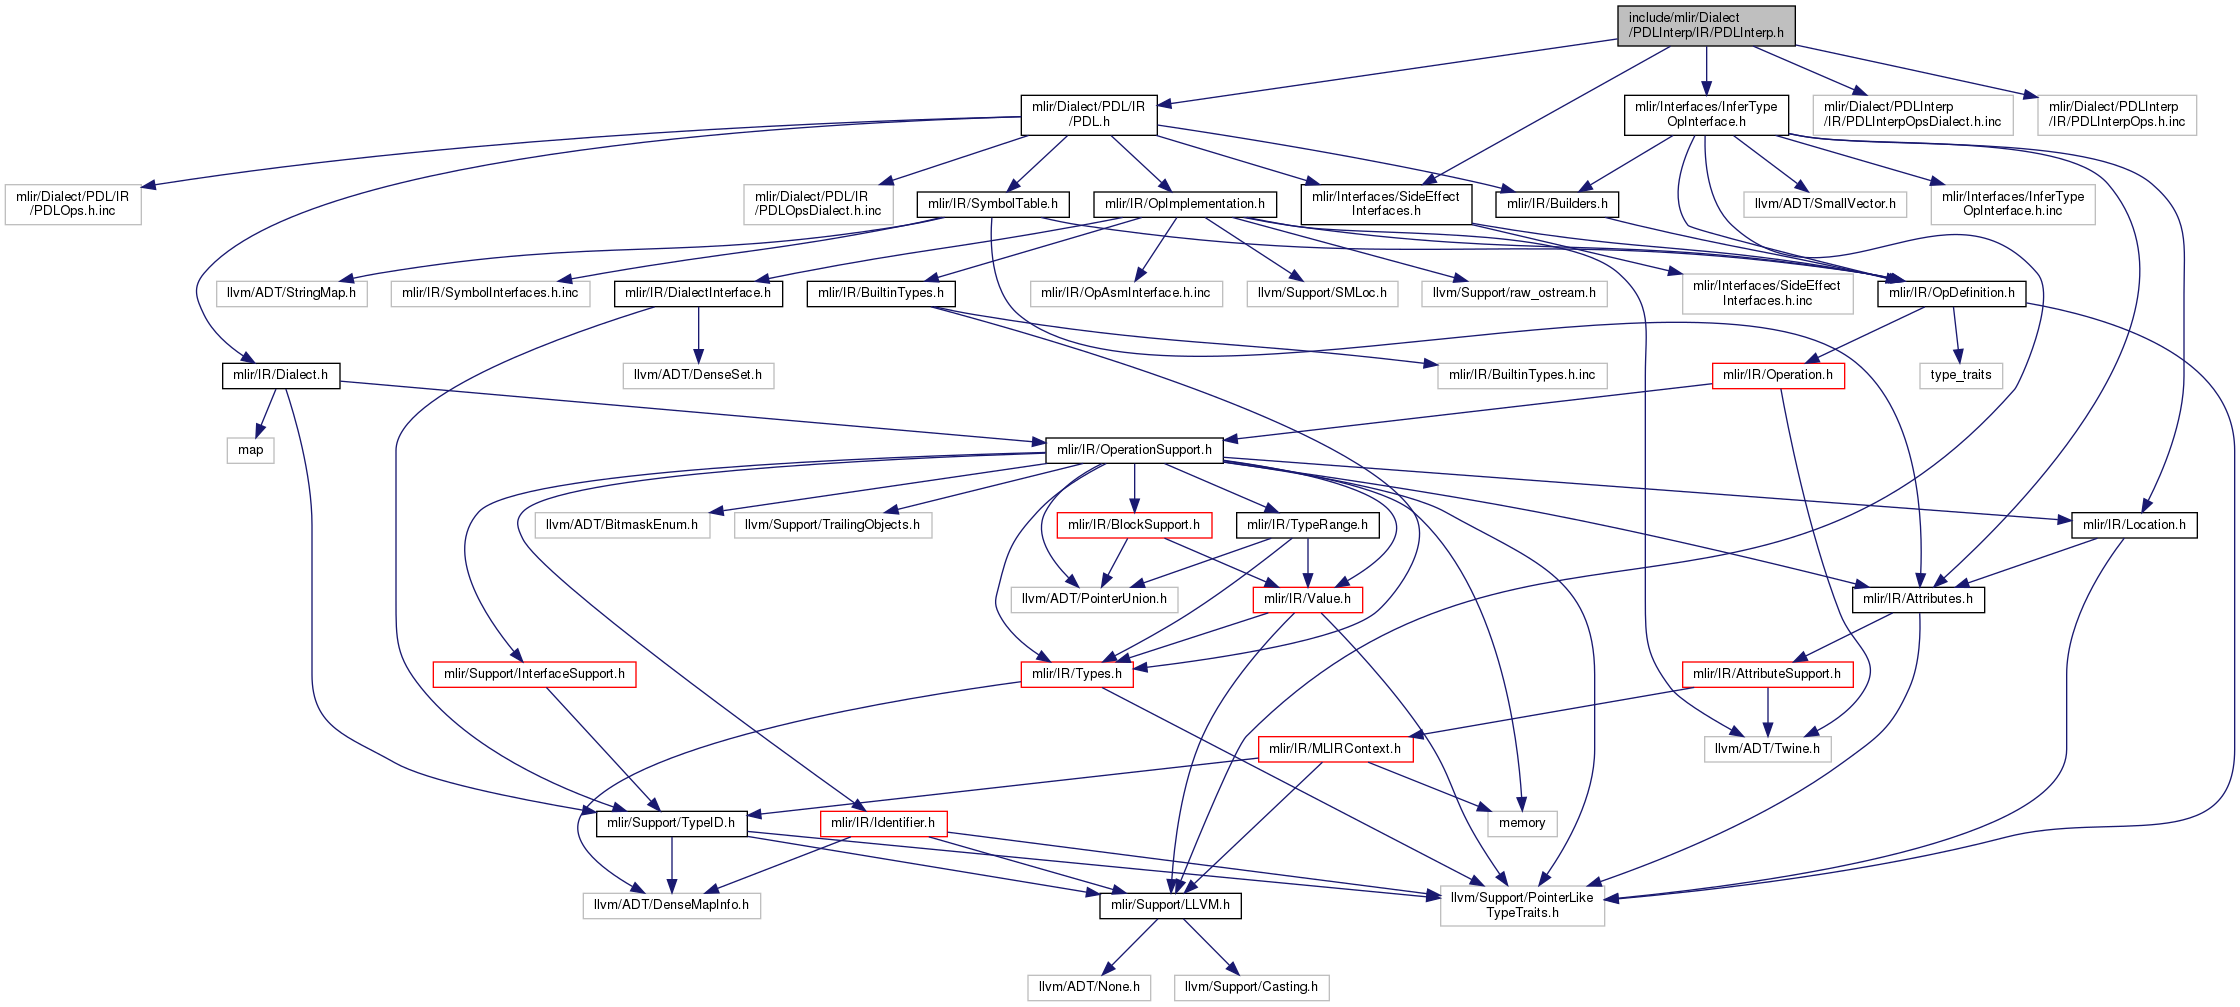 include/mlir/Dialect
/PDLInterp/IR/PDLInterp.h
mlir/Dialect/PDL/IR
/PDL.h
mlir/Interfaces/InferType
OpInterface.h
mlir/Dialect/PDLInterp
/IR/PDLInterpOpsDialect.h.inc
mlir/Dialect/PDLInterp
/IR/PDLInterpOps.h.inc
mlir/Dialect/PDL/IR
/PDLOps.h.inc
mlir/Dialect/PDL/IR
/PDLOpsDialect.h.inc
mlir/IR/SymbolTable.h
mlir/IR/OpImplementation.h
mlir/Interfaces/SideEffect
Interfaces.h
mlir/IR/Builders.h
llvm/ADT/SmallVector.h
mlir/Interfaces/InferType
OpInterface.h.inc
llvm/ADT/StringMap.h
mlir/IR/SymbolInterfaces.h.inc
mlir/IR/DialectInterface.h
mlir/IR/BuiltinTypes.h
mlir/IR/OpAsmInterface.h.inc
llvm/Support/SMLoc.h
llvm/Support/raw_ostream.h
mlir/Interfaces/SideEffect
Interfaces.h.inc
mlir/IR/OpDefinition.h
mlir/IR/Dialect.h
llvm/ADT/DenseSet.h
mlir/IR/BuiltinTypes.h.inc
mlir/IR/Operation.h
type_traits
map
mlir/IR/OperationSupport.h
llvm/ADT/BitmaskEnum.h
llvm/Support/TrailingObjects.h
mlir/IR/BlockSupport.h
mlir/IR/TypeRange.h
mlir/IR/Location.h
llvm/ADT/PointerUnion.h
mlir/IR/Value.h
mlir/IR/Attributes.h
mlir/Support/InterfaceSupport.h
mlir/IR/Types.h
mlir/IR/AttributeSupport.h
mlir/IR/MLIRContext.h
llvm/ADT/Twine.h
mlir/Support/TypeID.h
mlir/IR/Identifier.h
memory
llvm/ADT/DenseMapInfo.h
mlir/Support/LLVM.h
llvm/Support/PointerLike
TypeTraits.h
llvm/ADT/None.h
llvm/Support/Casting.h